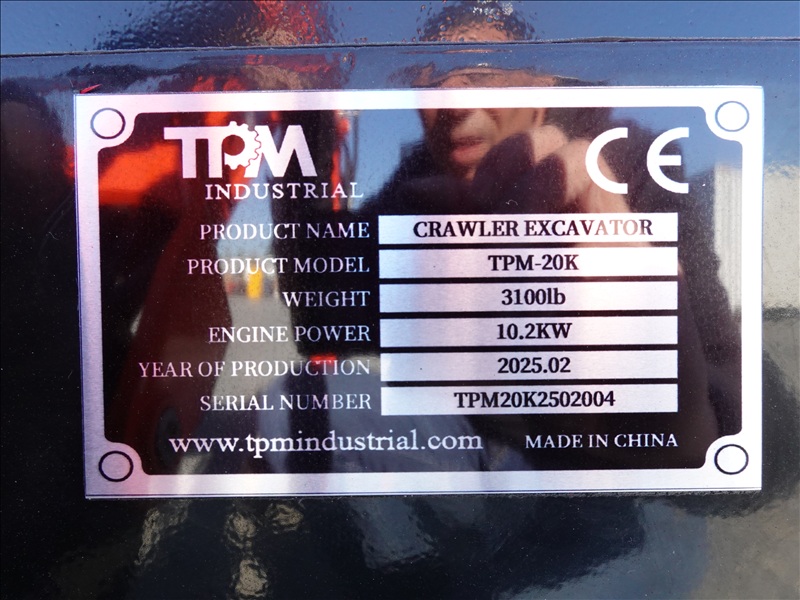 TPM
INDUSTRIAL
CE
PRODUCT NAME CRAWLER EXCAVATOR
PRODUCT MODEL TPM-20K
WEIGHT 3100lb
ENGINE POWER 10.2KW
YEAR OF PRODUCTION 2025.02
SERIAL NUMBER TPM20K2502004
www.tpmindustrial.com MADE IN CHINA